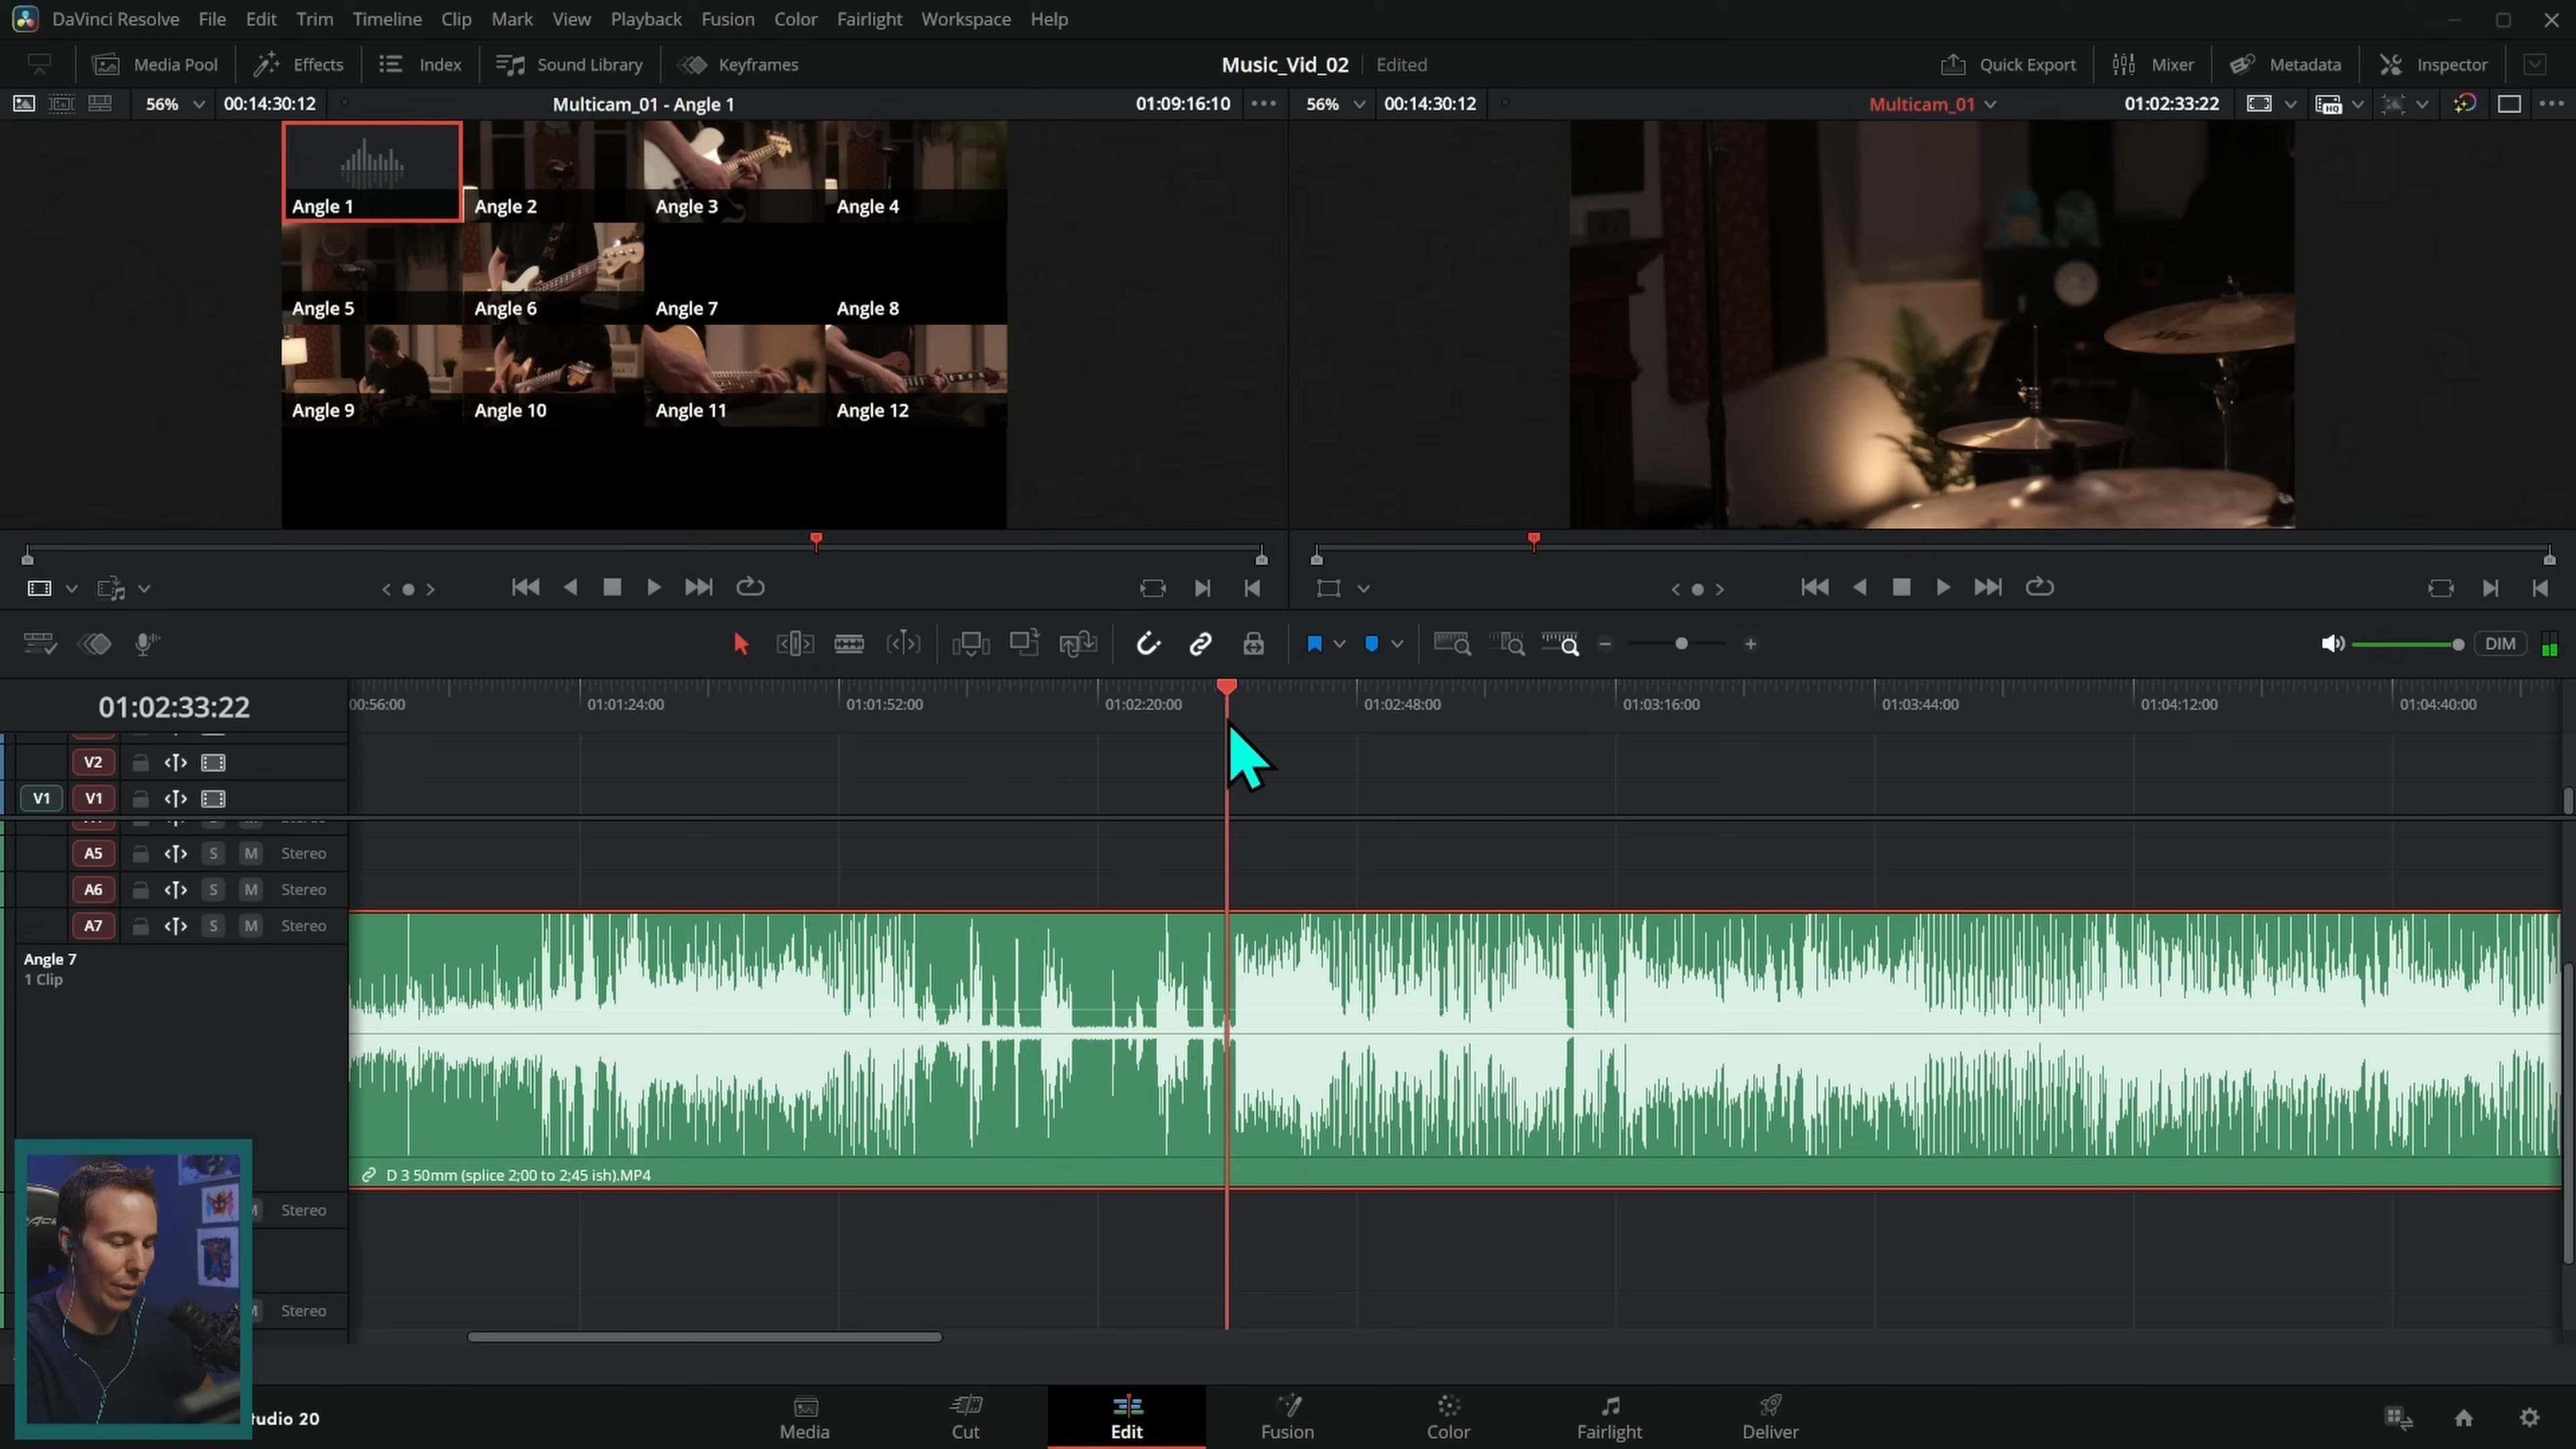 DaVinci Resolve File Edit Trim Timeline Clip Mark View Playback Fusion Color Fairlight Workspace Help
Media Pool Effects Index Sound Library Keyframes Music_Vid_02 Edited Quick Export Mixer Metadata Inspector
56% 00:14:30:12 Multicam_01 - Angle 1 01:09:16:10 56% 00:14:30:12 Multicam_01 01:02:33:22
Angle 1 Angle 2 Angle 3 Angle 4
Angle 5 Angle 6 Angle 7 Angle 8
Angle 9 Angle 10 Angle 11 Angle 12
DIM
01:02:33:22 00:56:00 01:01:24:00 01:01:52:00 01:02:20:00 01:02:48:00 01:03:16:00 01:03:44:00 01:04:12:00 01:04:40:00
V2
V1 V1
A5 S M Stereo
A6 S M Stereo
A7 S M Stereo
Angle 7
1 Clip
D 3 50mm (splice 2;00 to 2;45 ish).MP4
M Stereo
M Stereo
tudio 20
Media Cut Edit Fusion Color Fairlight Deliver